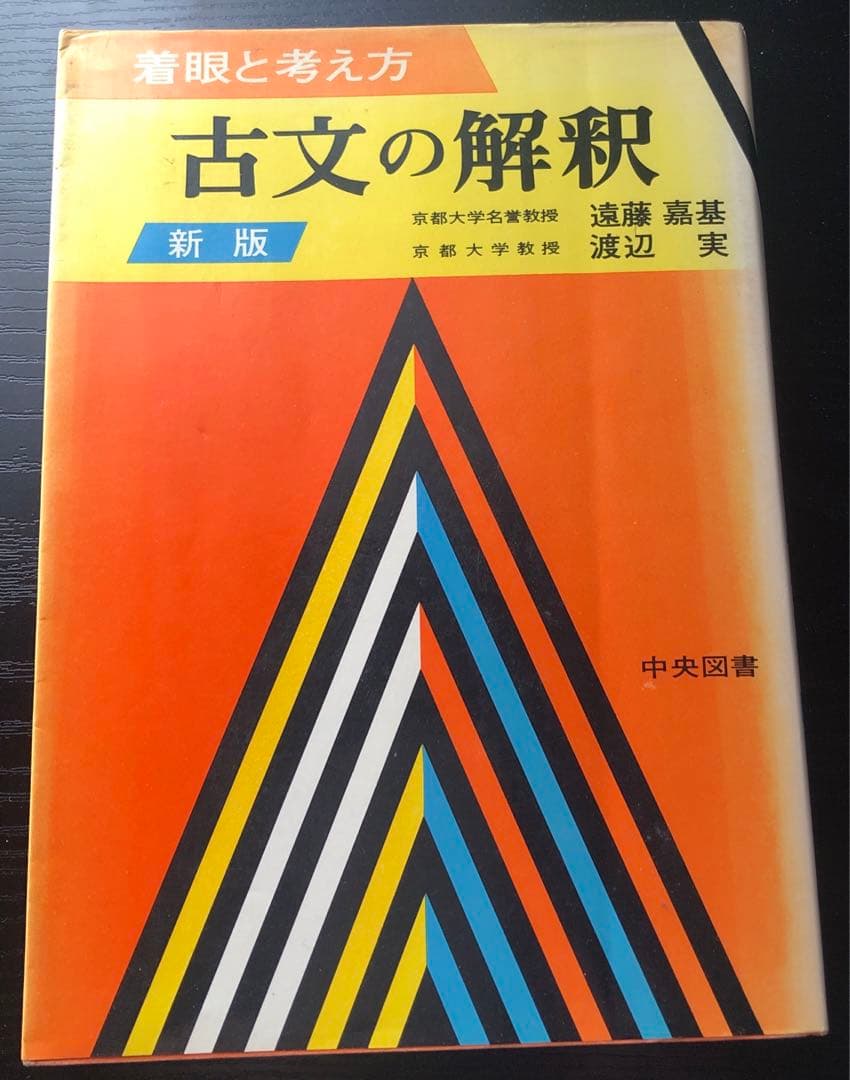 着眼と考え方
古文の解釈
新版
京都大学名誉教授 遠藤 嘉基
京都大学教授 渡辺 実
中央図書